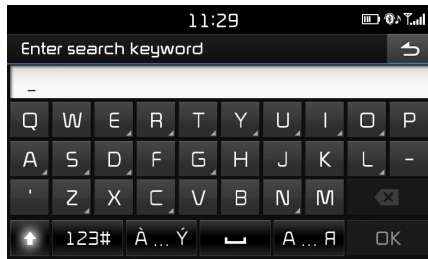 11:29
Enter search keyword
_
Q W E R T Y U I O P
A S D F G H J K L -
' Z X C V B N M
123# À ... Ý A ... Я OK